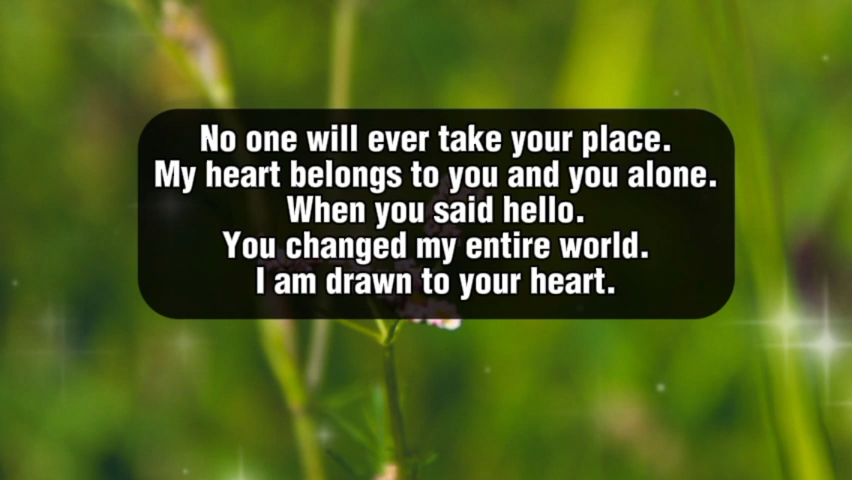 No one will ever take your place.
My heart belongs to you and you alone.
When you said hello.
You changed my entire world.
I am drawn to your heart.